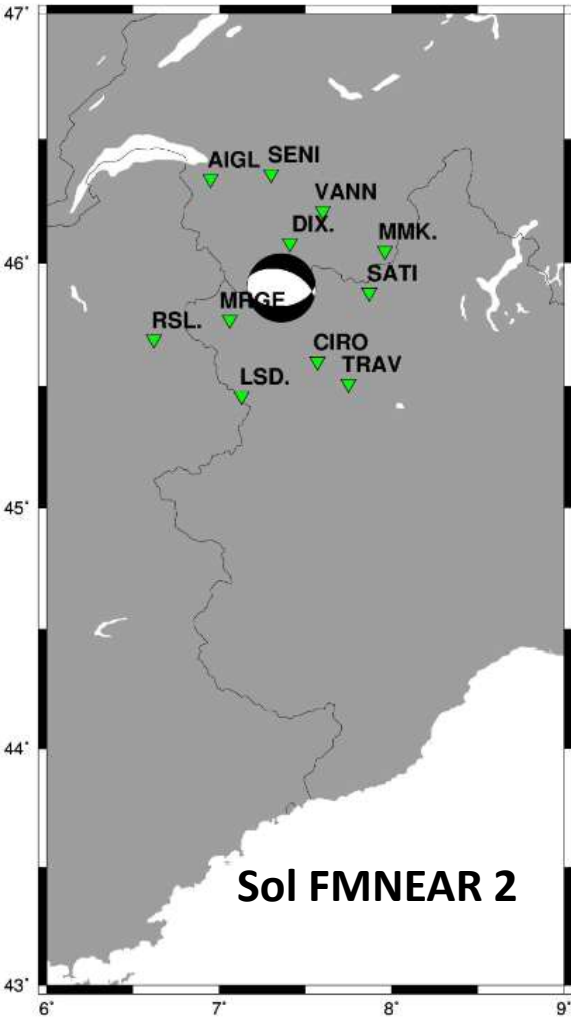 47°
AIGL SENI
VANN
DIX.
MMK.
46°
SATI
MRGE
RSL.
CIRO
TRAV
LSD.
45°
44°
Sol FMNEAR 2
43°
6° 7° 8° 9°